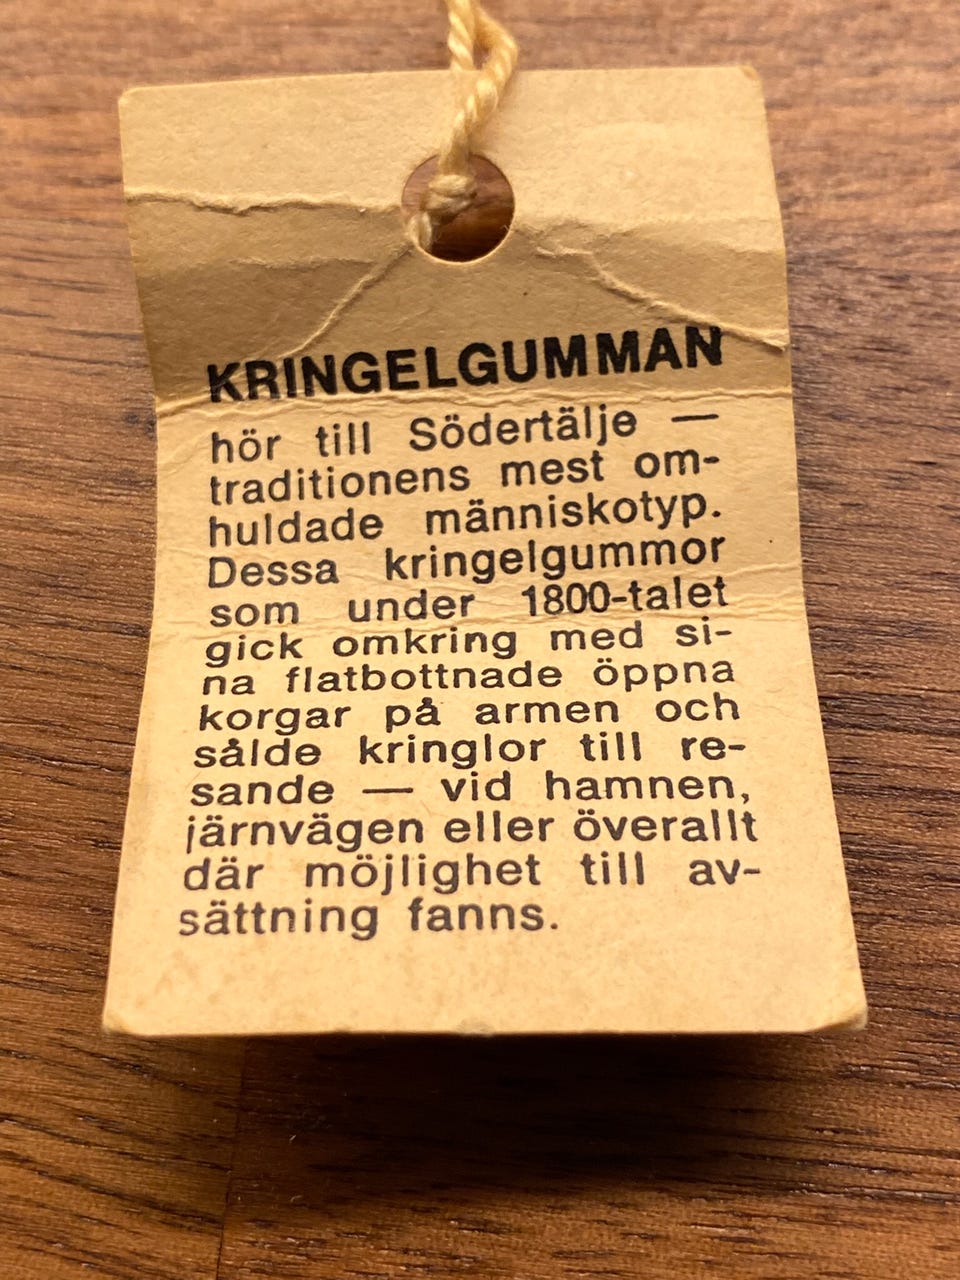 KRINGELGUMMAN
hör till Södertälje —
traditionens mest om-
huldade människotyp.
Dessa kringelgummor
som under 1800-talet
gick omkring med si-
na flatbottnade öppna
korgar på armen och
sålde kringlor till re-
sande — vid hamnen,
järnvägen eller överallt
där möjlighet till av-
sättning fanns.